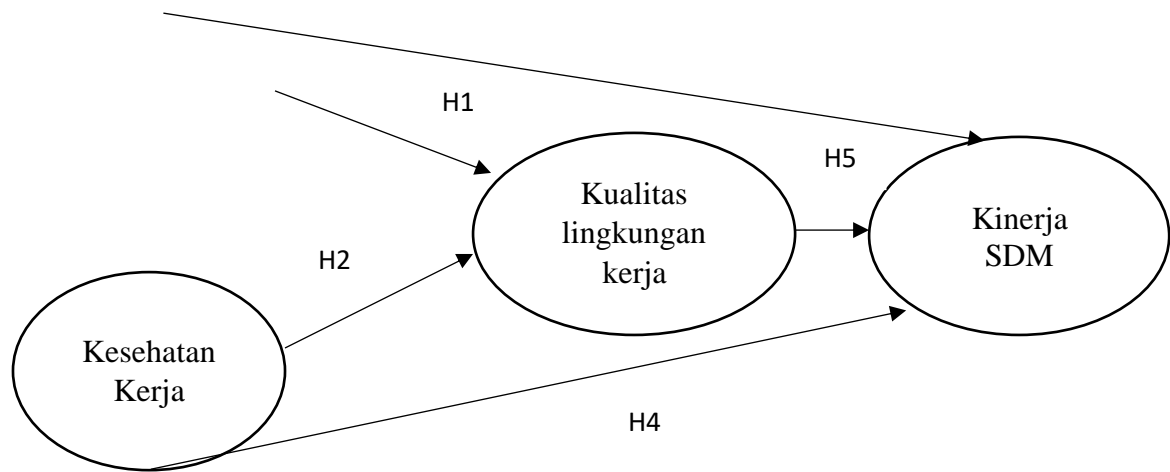 H1
H5
Kualitas
lingkungan
kerja
Kinerja
SDM
H2
Kesehatan
Kerja
H4